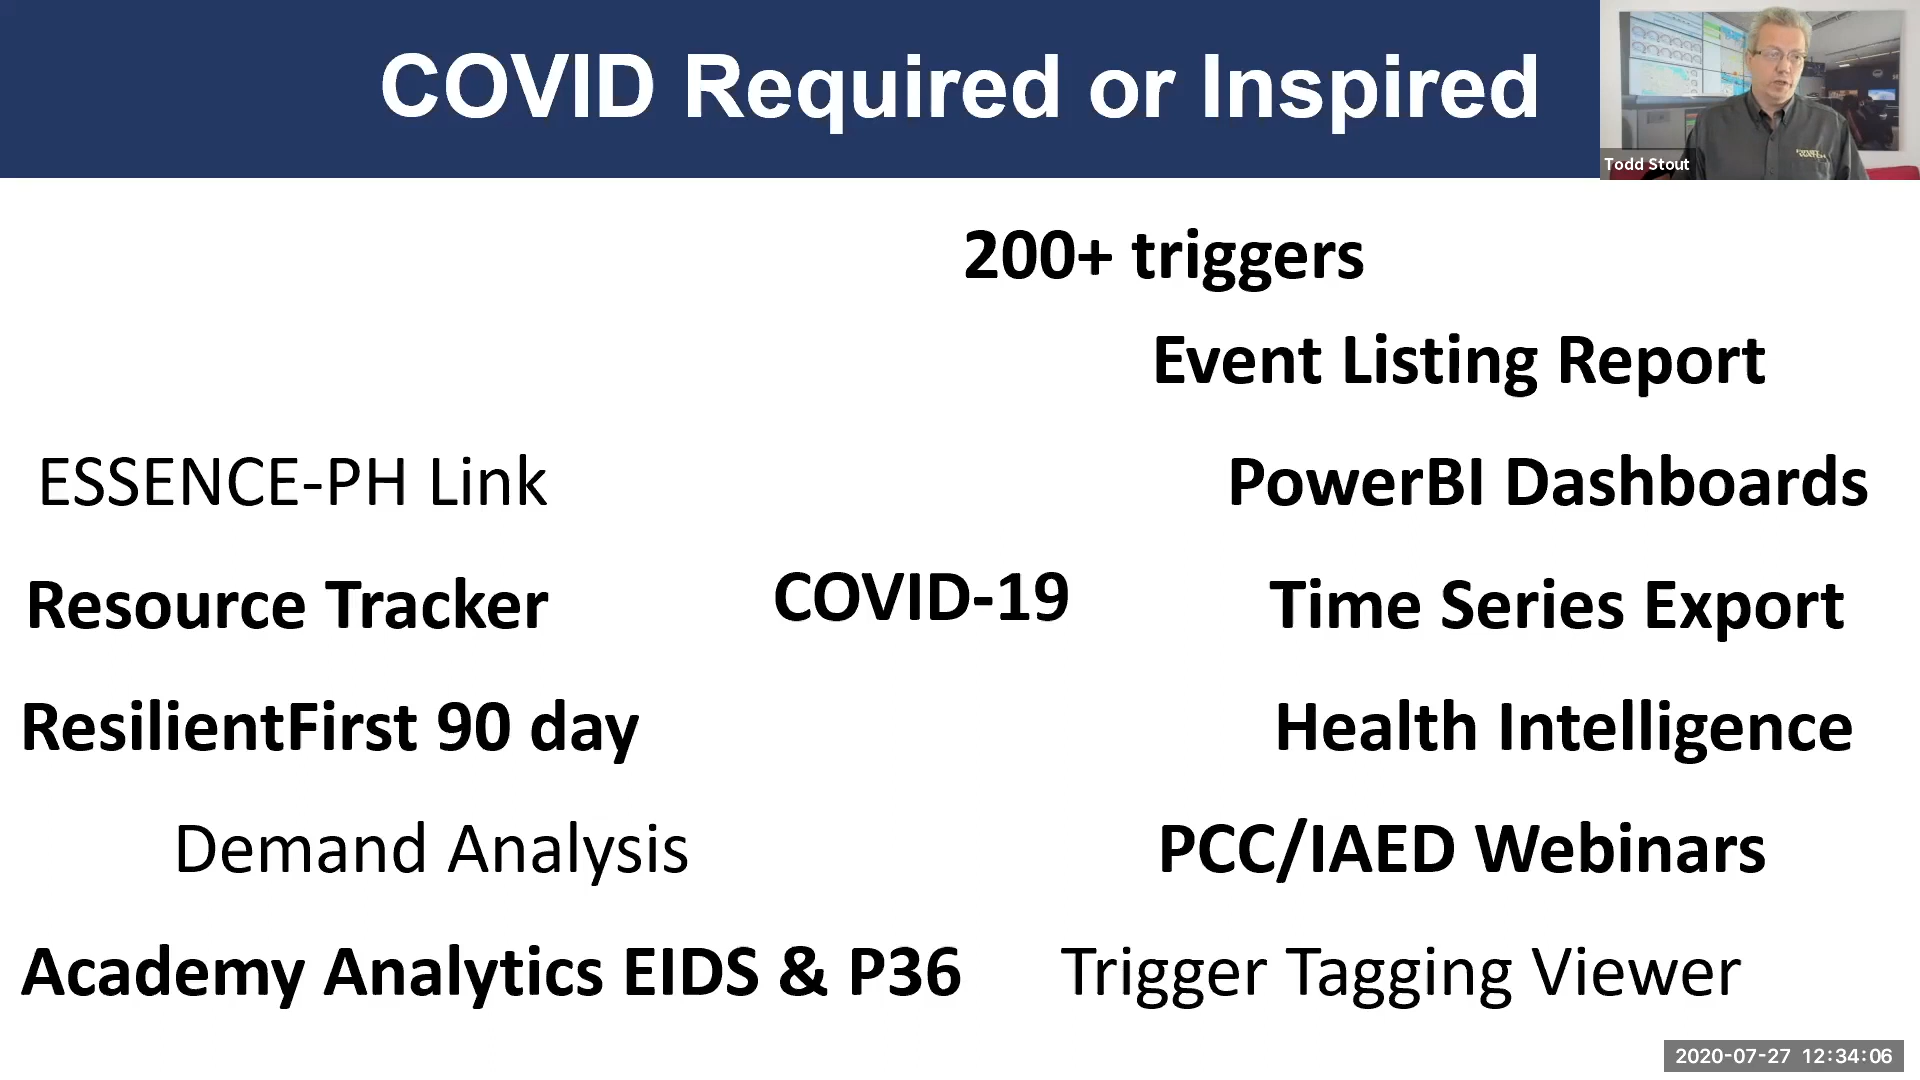 COVID Required or Inspired
Todd Stout
200+ triggers
Event Listing Report
ESSENCE-PH Link
PowerBI Dashboards
Resource Tracker
COVID-19
Time Series Export
ResilientFirst 90 day
Health Intelligence
Demand Analysis
PCC/IAED Webinars
Academy Analytics EIDS & P36
Trigger Tagging Viewer
2020-07-27 12:34:06